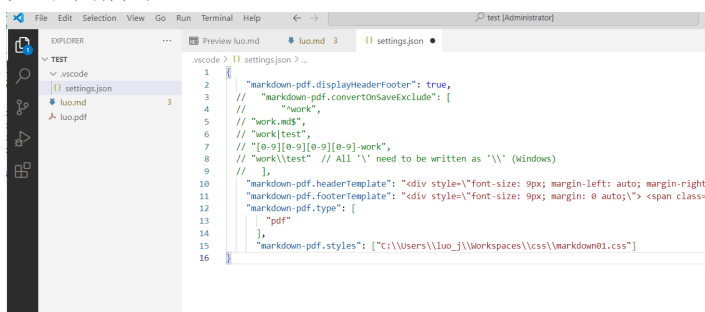 File Edit Selection View Go Run Terminal Help
test [Administrator]
EXPLORER
Preview luo.md
luo.md 3
{} settings.json
TEST
.vscode
{} settings.json
luo.md 3
luo.pdf
.vscode > {} settings.json > ...
1 {
2 "markdown-pdf.displayHeaderFooter": true,
3 // "markdown-pdf.convertOnSaveExclude": [
4 // "^work",
5 // "work.md$",
6 // "work|test",
7 // "[0-9][0-9][0-9][0-9]-work",
8 // "work\\test" // All '\' need to be written as '\\' (Windows)
9 // ],
10 "markdown-pdf.headerTemplate": "<div style=\"font-size: 9px; margin-left: auto; margin-right
11 "markdown-pdf.footerTemplate": "<div style=\"font-size: 9px; margin: 0 auto;\"> <span class=
12 "markdown-pdf.type": [
13 "pdf"
14 ],
15 "markdown-pdf.styles": ["C:\\Users\\luo_j\\Workspaces\\css\\markdown01.css"]
16 }